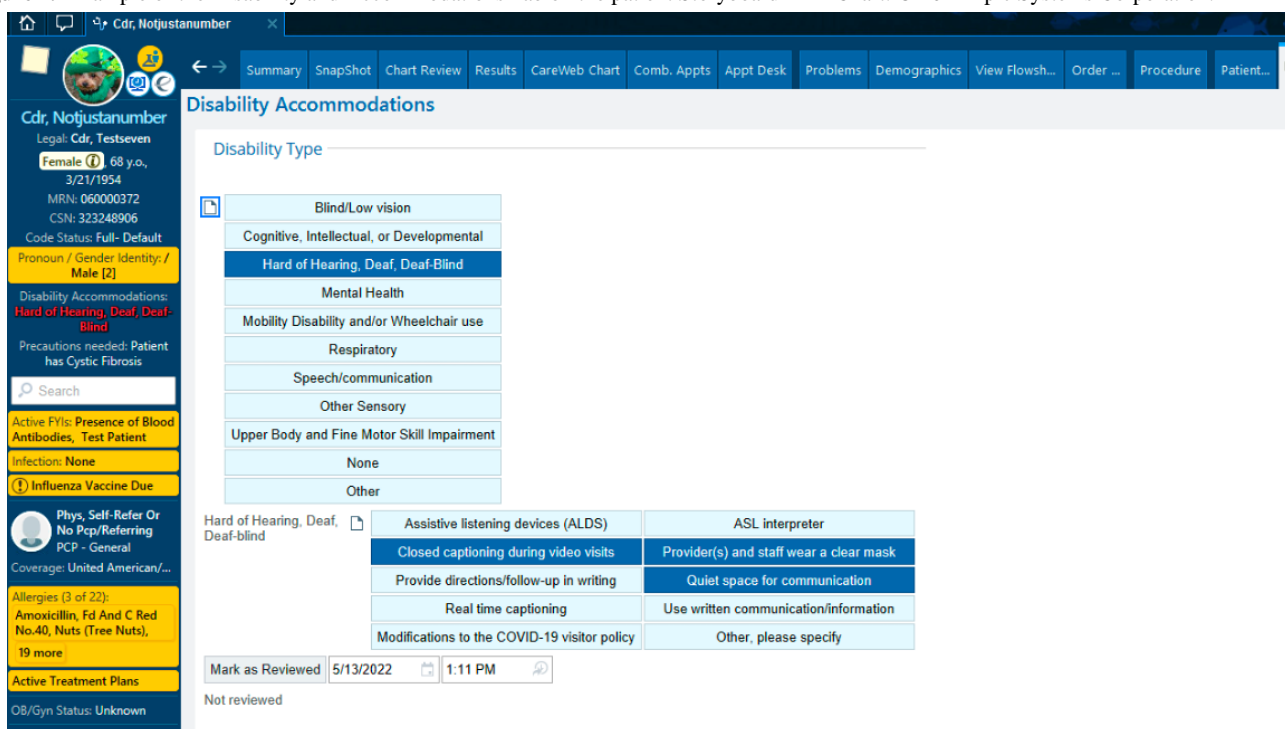 Cdr, Notjustanumber ×
Summary SnapShot Chart Review Results CareWeb Chart Comb. Appts Appt Desk Problems Demographics View Flowsh... Order ... Procedure Patient...
Cdr, Notjustanumber
Legal: Cdr, Testseven
Female , 68 y.o.,
3/21/1954
MRN: 060000372
CSN: 323248906
Code Status: Full- Default
Pronoun / Gender Identity: /
Male [2]
Disability Accommodations:
Hard of Hearing, Deaf, Deaf-
Blind
Precautions needed: Patient
has Cystic Fibrosis
Search
Active FYIs: Presence of Blood
Antibodies, Test Patient
Infection: None
Influenza Vaccine Due
Phys, Self-Refer Or
No Pcp/Referring
PCP - General
Coverage: United American/...
Allergies (3 of 22):
Amoxicillin, Fd And C Red
No.40, Nuts (Tree Nuts),
19 more
Active Treatment Plans
OB/Gyn Status: Unknown
Disability Accommodations
Disability Type
Blind/Low vision
Cognitive, Intellectual, or Developmental
Hard of Hearing, Deaf, Deaf-Blind
Mental Health
Mobility Disability and/or Wheelchair use
Respiratory
Speech/communication
Other Sensory
Upper Body and Fine Motor Skill Impairment
None
Other
Hard of Hearing, Deaf,
Deaf-blind
Assistive listening devices (ALDS) ASL interpreter
Closed captioning during video visits Provider(s) and staff wear a clear mask
Provide directions/follow-up in writing Quiet space for communication
Real time captioning Use written communication/information
Modifications to the COVID-19 visitor policy Other, please specify
Mark as Reviewed 5/13/2022 1:11 PM
Not reviewed